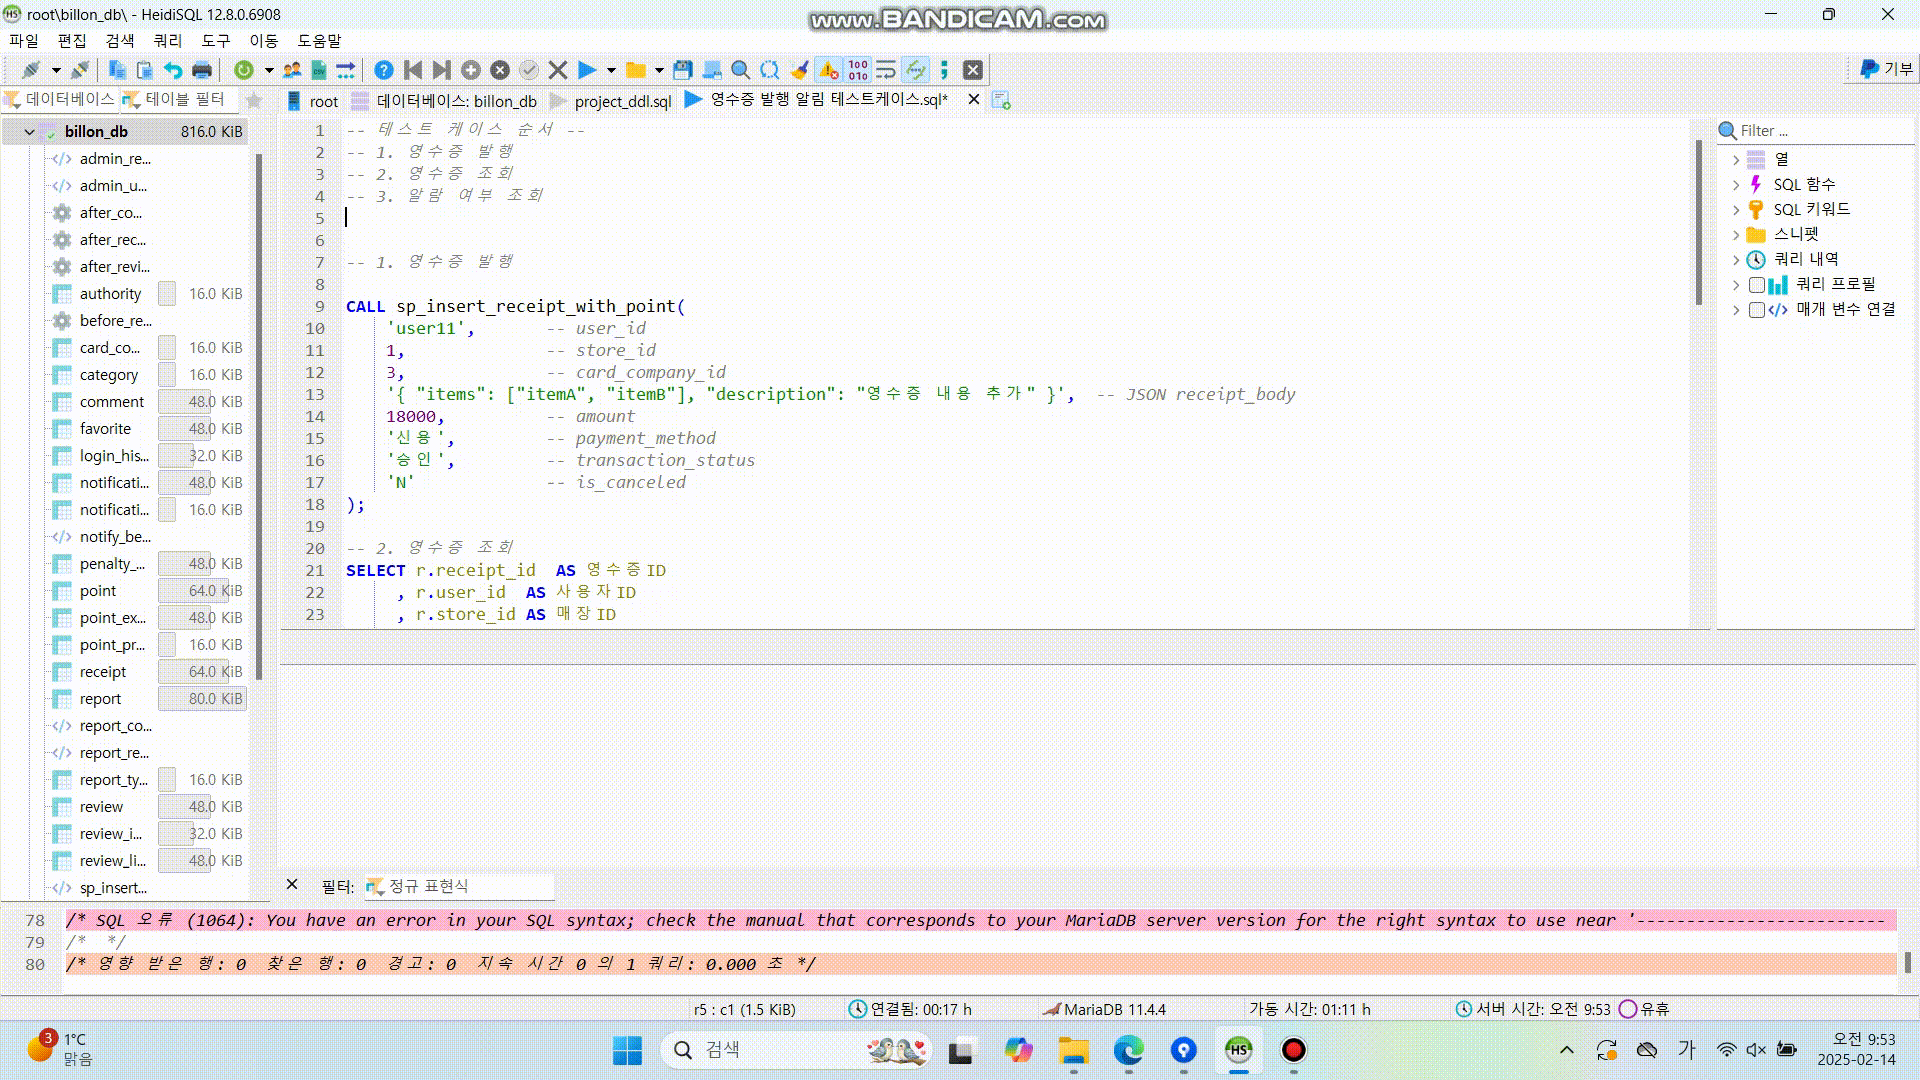 root\billon_db\ - HeidiSQL 12.8.0.6908
www.BANDICAM.com
파일 편집 검색 쿼리 도구 이동 도움말
기부
데이터베이스 테이블 필터
root 데이터베이스: billon_db project_ddl.sql 영수증 발행 알림 테스트케이스.sql*
billon_db 816.0 KiB
admin_re...
admin_u...
after_co...
after_rec...
after_revi...
authority 16.0 KiB
before_re...
card_co... 16.0 KiB
category 16.0 KiB
comment 48.0 KiB
favorite 48.0 KiB
login_his... 32.0 KiB
notificati... 48.0 KiB
notificati... 16.0 KiB
notify_be...
penalty_... 48.0 KiB
point 64.0 KiB
point_ex... 48.0 KiB
point_pr... 16.0 KiB
receipt 64.0 KiB
report 80.0 KiB
report_co...
report_re...
report_ty... 16.0 KiB
review 48.0 KiB
review_i... 32.0 KiB
review_li... 48.0 KiB
sp_insert...
1 -- 테스트 케이스 순서 --
2 -- 1. 영수증 발행
3 -- 2. 영수증 조회
4 -- 3. 알람 여부 조회
5
6
7 -- 1. 영수증 발행
8
9 CALL sp_insert_receipt_with_point(
10 'user11', -- user_id
11 1, -- store_id
12 3, -- card_company_id
13 '{ "items": ["itemA", "itemB"], "description": "영수증 내용 추가" }', -- JSON receipt_body
14 18000, -- amount
15 '신용', -- payment_method
16 '승인', -- transaction_status
17 'N' -- is_canceled
18 );
19
20 -- 2. 영수증 조회
21 SELECT r.receipt_id AS 영수증ID
22 , r.user_id AS 사용자ID
23 , r.store_id AS 매장ID
Filter ...
열
SQL 함수
SQL 키워드
스니펫
쿼리 내역
쿼리 프로필
매개 변수 연결
필터: 정규 표현식
78 /* SQL 오류 (1064): You have an error in your SQL syntax; check the manual that corresponds to your MariaDB server version for the right syntax to use near '-------------------------
79 /* */
80 /* 영향 받은 행: 0 찾은 행: 0 경고: 0 지속 시간 0 의 1 쿼리: 0.000 초 */
r5 : c1 (1.5 KiB) 연결됨: 00:17 h MariaDB 11.4.4 가동 시간: 01:11 h 서버 시간: 오전 9:53 유휴
3
1°C
맑음
검색
HS
가
오전 9:53
2025-02-14